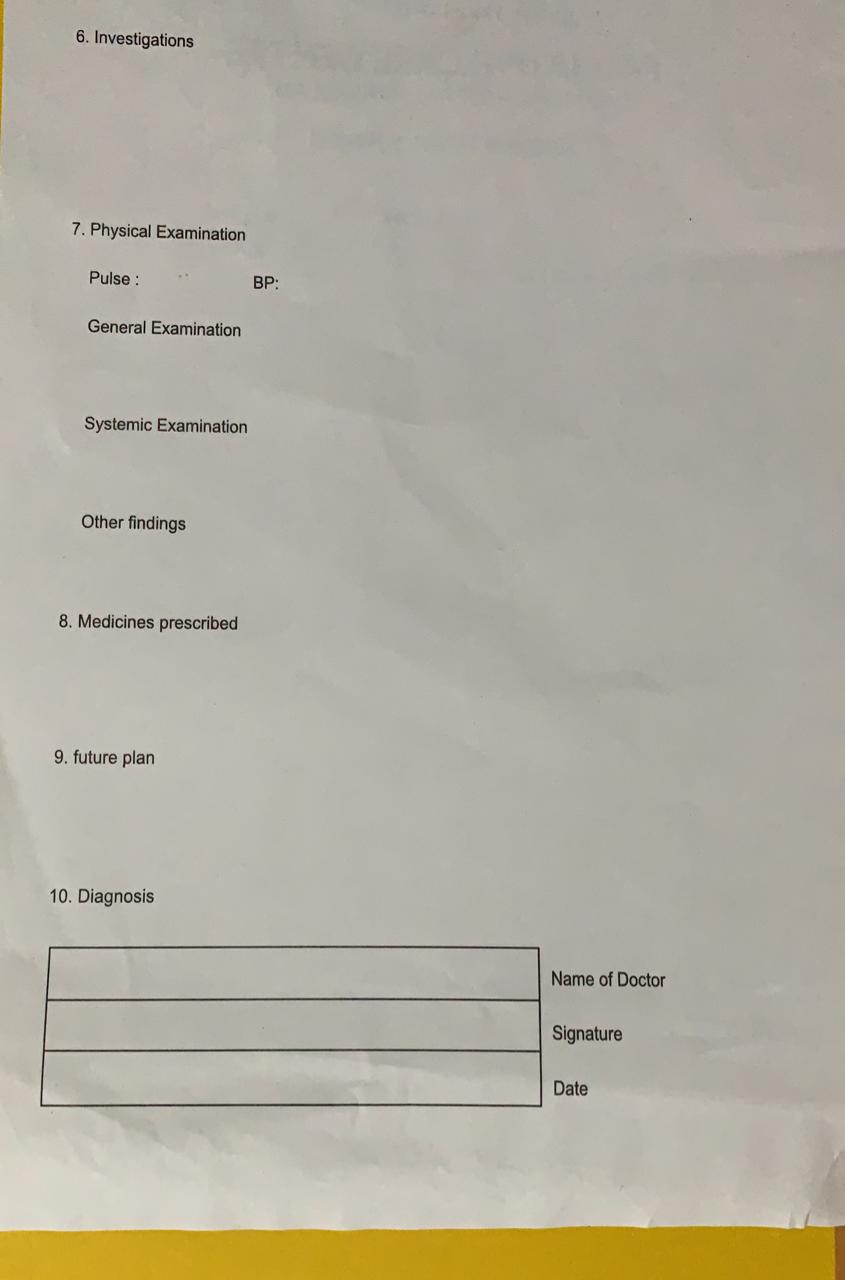 6. Investigations
7. Physical Examination
Pulse : BP:
General Examination
Systemic Examination
Other findings
8. Medicines prescribed
9. future plan
10. Diagnosis
Name of Doctor
Signature
Date